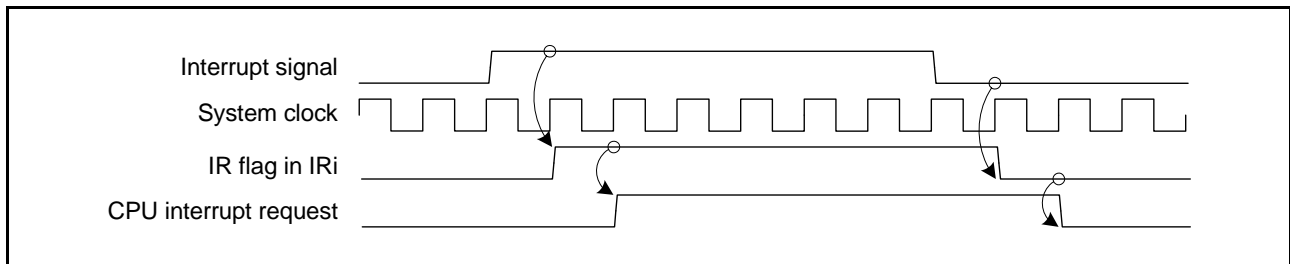 Interrupt signal
System clock
IR flag in IRi
CPU interrupt request